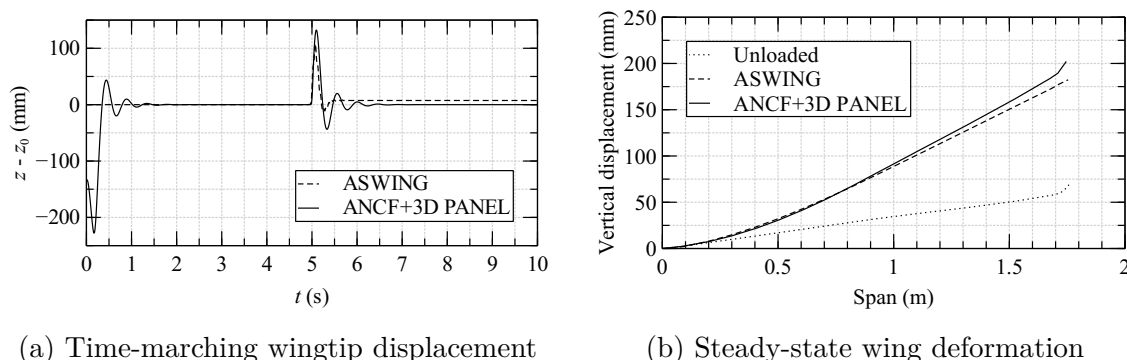 100
0
−100
−200
z - z0 (mm)
ASWING
ANCF+3D PANEL
0 1 2 3 4 5 6 7 8 9 10
t (s)
(a) Time-marching wingtip displacement
250
200
150
100
50
0
Vertical displacement (mm)
Unloaded
ASWING
ANCF+3D PANEL
0 0.5 1 1.5 2
Span (m)
(b) Steady-state wing deformation